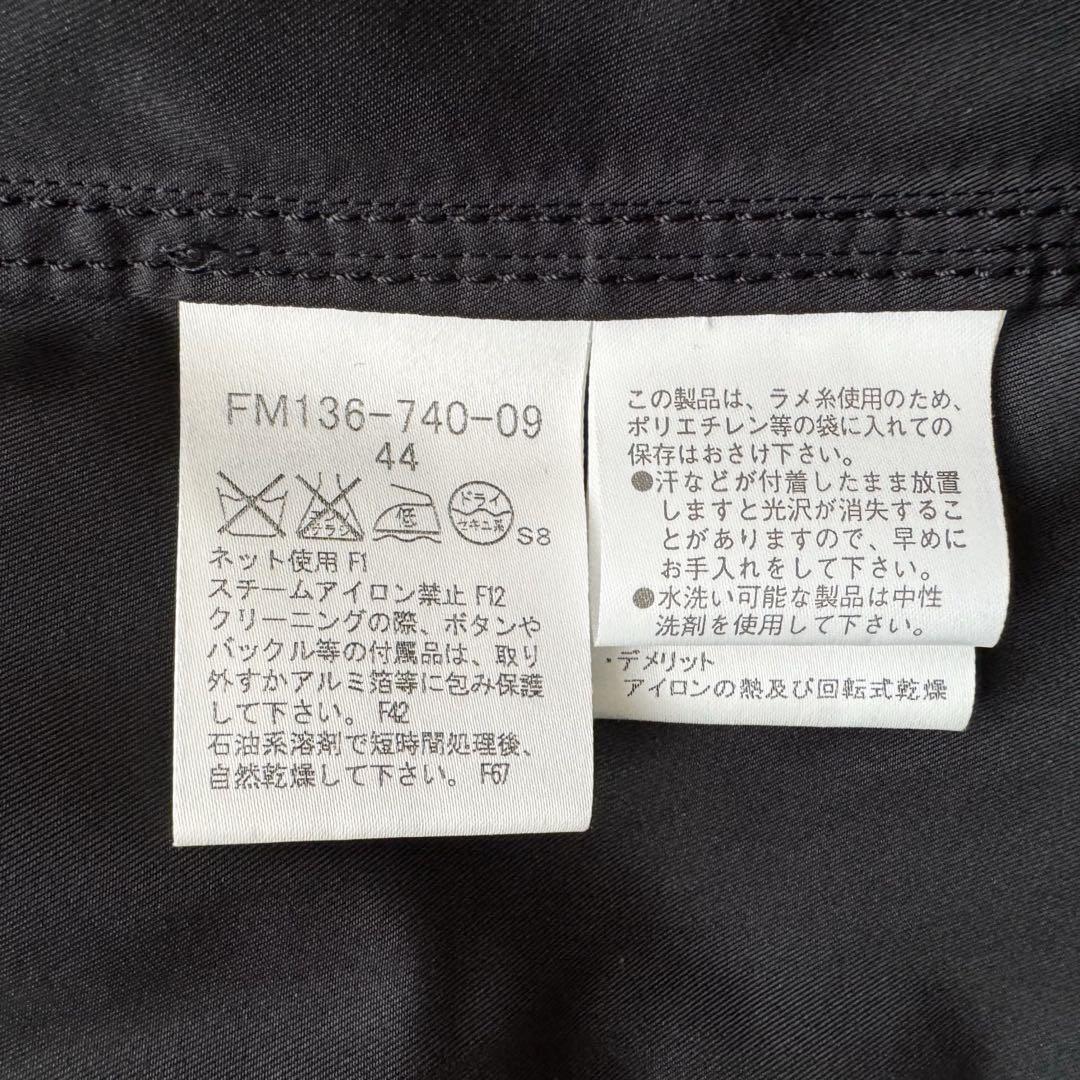 FM136-740-09
44
エンソ
サラシ
低
ドライ
セキユ系
S8
ネット使用 F1
スチームアイロン禁止 F12
クリーニングの際、ボタンや
バックル等の付属品は、取り
外すかアルミ箔等に包み保護
して下さい。 F42
石油系溶剤で短時間処理後、
自然乾燥して下さい。 F67
この製品は、ラメ糸使用のため、
ポリエチレン等の袋に入れての
保存はおさけ下さい。
●汗などが付着したまま放置
しますと光沢が消失するこ
とがありますので、早めに
お手入れをして下さい。
●水洗い可能な製品は中性
洗剤を使用して下さい。
・デメリット
アイロンの熱及び回転式乾燥